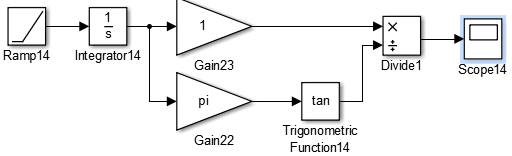 1
s
1
×
÷
Ramp14
Integrator14
Gain23
Divide1
Scope14
pi
tan
Gain22
Trigonometric
Function14